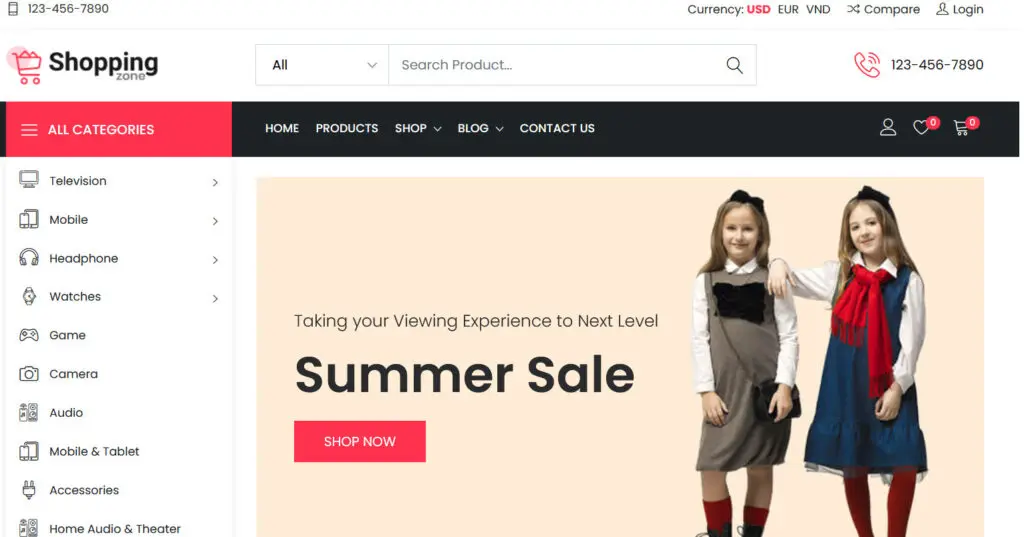 123-456-7890
Currency: USD EUR VND Compare Login
Shopping
zone
All
Search Product...
123-456-7890
ALL CATEGORIES
HOME PRODUCTS SHOP BLOG CONTACT US
0 0
Television
Mobile
Headphone
Watches
Game
Camera
Audio
Mobile & Tablet
Accessories
Home Audio & Theater
Taking your Viewing Experience to Next Level
Summer Sale
SHOP NOW